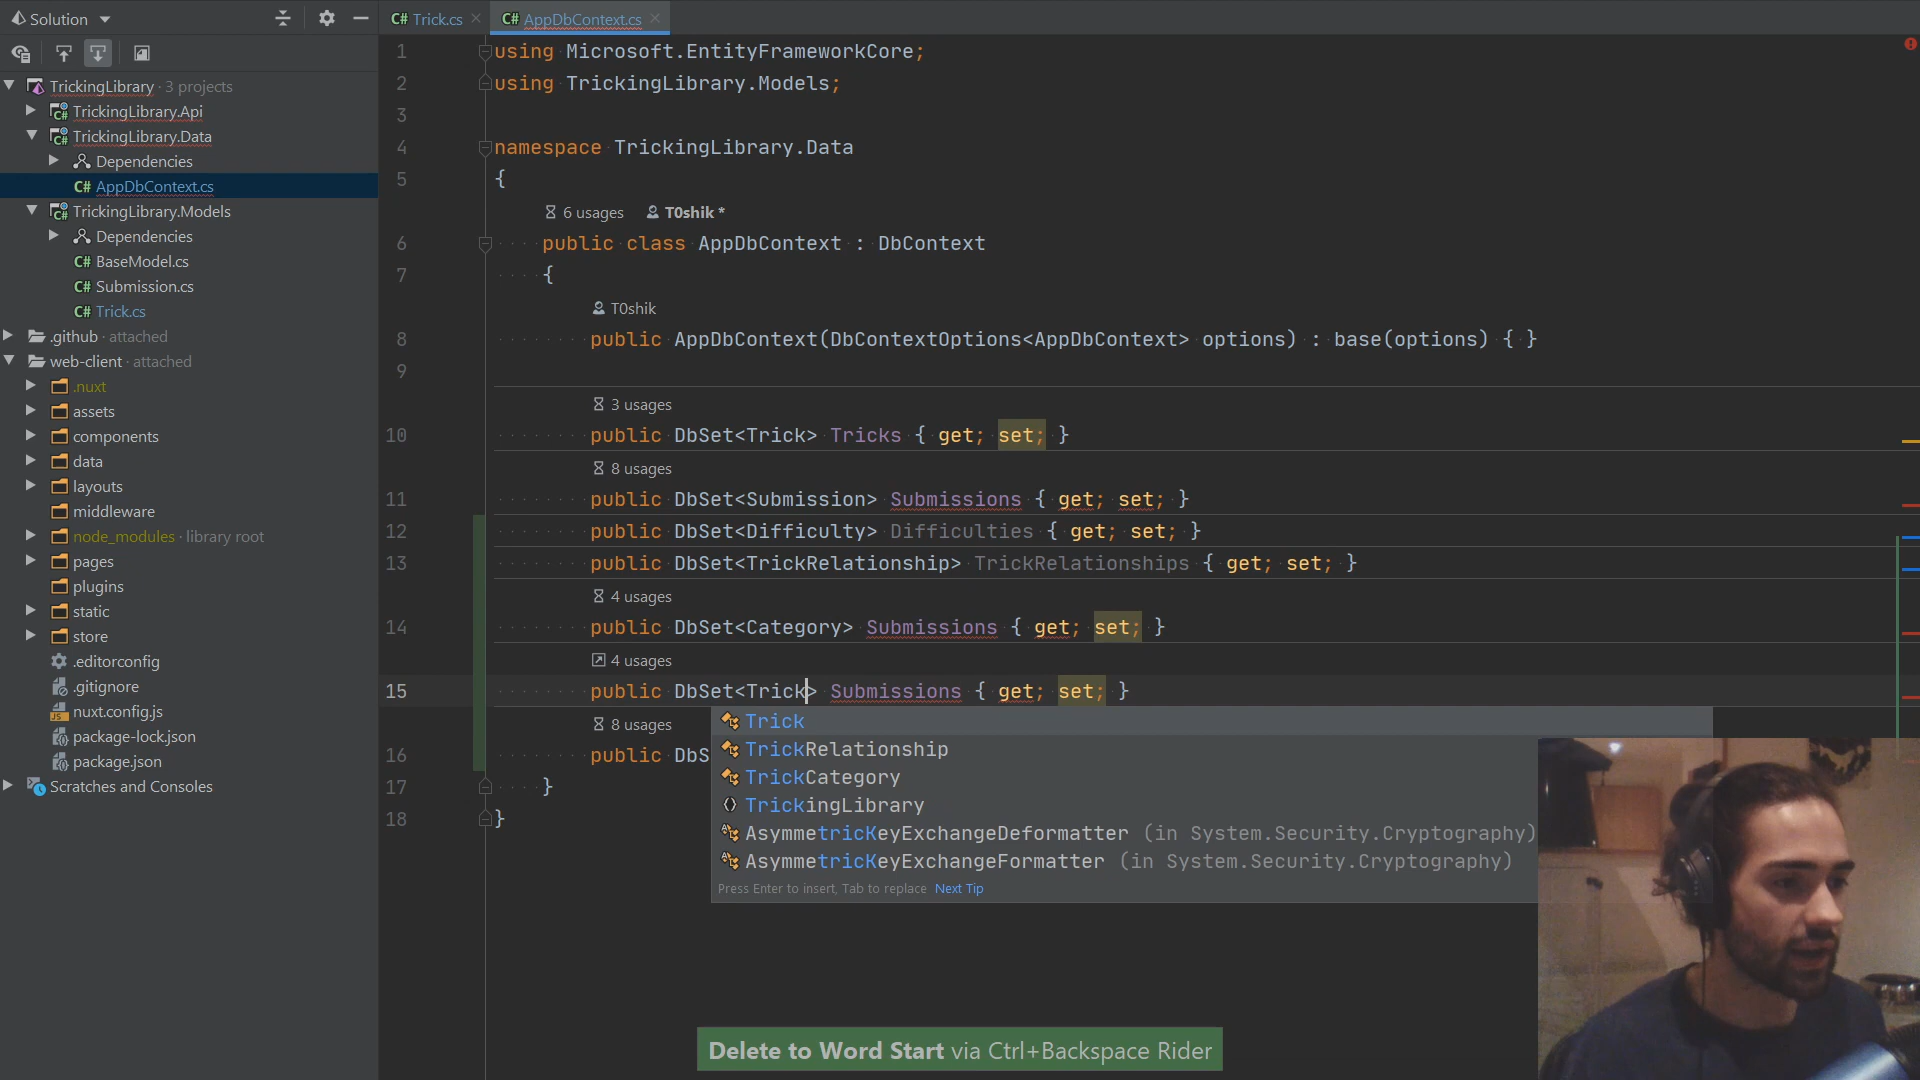 Solution
TrickingLibrary · 3 projects
TrickingLibrary.Api
TrickingLibrary.Data
Dependencies
C# AppDbContext.cs
TrickingLibrary.Models
Dependencies
C# BaseModel.cs
C# Submission.cs
C# Trick.cs
.github · attached
web-client · attached
.nuxt
assets
components
data
layouts
middleware
node_modules · library root
pages
plugins
static
store
.editorconfig
.gitignore
nuxt.config.js
package-lock.json
package.json
Scratches and Consoles
C# Trick.cs
C# AppDbContext.cs
1 using Microsoft.EntityFrameworkCore;
2 using TrickingLibrary.Models;
3
4 namespace TrickingLibrary.Data
5 {
6 usages T0shik *
6 public class AppDbContext : DbContext
7 {
T0shik
8 public AppDbContext(DbContextOptions<AppDbContext> options) : base(options) { }
9
3 usages
10 public DbSet<Trick> Tricks { get; set; }
8 usages
11 public DbSet<Submission> Submissions { get; set; }
12 public DbSet<Difficulty> Difficulties { get; set; }
13 public DbSet<TrickRelationship> TrickRelationships { get; set; }
4 usages
14 public DbSet<Category> Submissions { get; set; }
4 usages
15 public DbSet<Trick> Submissions { get; set; }
8 usages
16 public DbS
17 }
18 }
Trick
TrickRelationship
TrickCategory
TrickingLibrary
AsymmetricKeyExchangeDeformatter (in System.Security.Cryptography)
AsymmetricKeyExchangeFormatter (in System.Security.Cryptography)
Press Enter to insert, Tab to replace Next Tip
Delete to Word Start via Ctrl+Backspace Rider